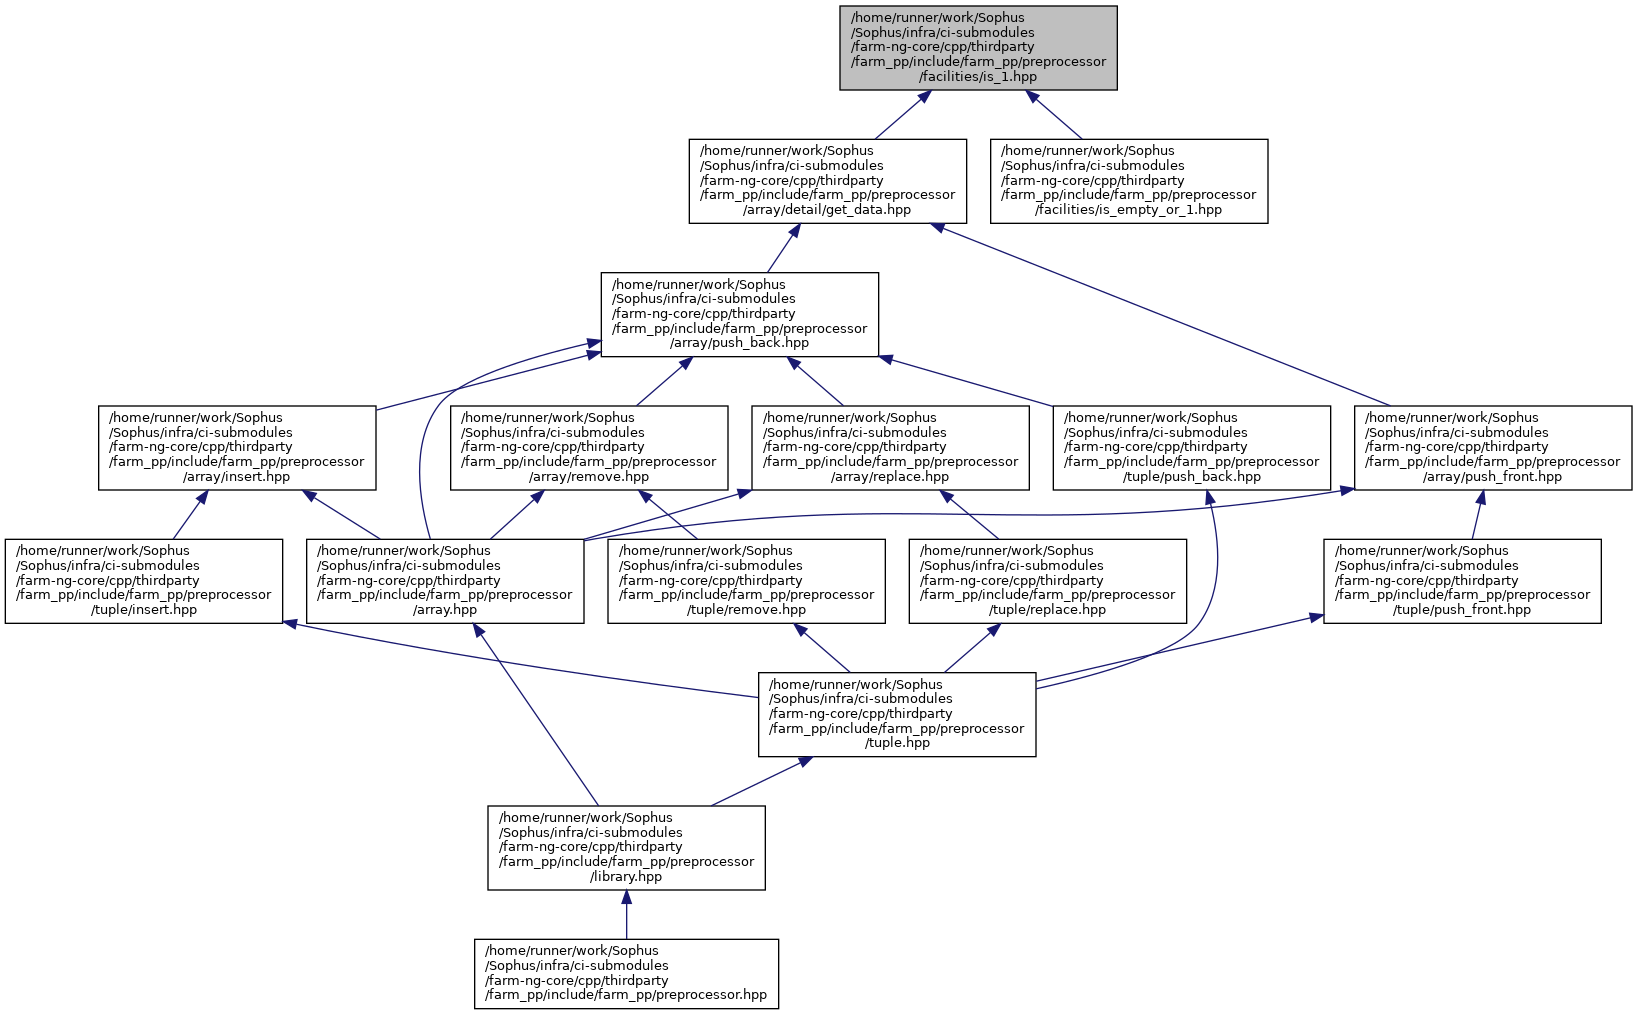 /home/runner/work/Sophus
/Sophus/infra/ci-submodules
/farm-ng-core/cpp/thirdparty
/farm_pp/include/farm_pp/preprocessor
/facilities/is_1.hpp
/home/runner/work/Sophus
/Sophus/infra/ci-submodules
/farm-ng-core/cpp/thirdparty
/farm_pp/include/farm_pp/preprocessor
/array/detail/get_data.hpp
/home/runner/work/Sophus
/Sophus/infra/ci-submodules
/farm-ng-core/cpp/thirdparty
/farm_pp/include/farm_pp/preprocessor
/facilities/is_empty_or_1.hpp
/home/runner/work/Sophus
/Sophus/infra/ci-submodules
/farm-ng-core/cpp/thirdparty
/farm_pp/include/farm_pp/preprocessor
/array/push_back.hpp
/home/runner/work/Sophus
/Sophus/infra/ci-submodules
/farm-ng-core/cpp/thirdparty
/farm_pp/include/farm_pp/preprocessor
/array/insert.hpp
/home/runner/work/Sophus
/Sophus/infra/ci-submodules
/farm-ng-core/cpp/thirdparty
/farm_pp/include/farm_pp/preprocessor
/array/remove.hpp
/home/runner/work/Sophus
/Sophus/infra/ci-submodules
/farm-ng-core/cpp/thirdparty
/farm_pp/include/farm_pp/preprocessor
/array/replace.hpp
/home/runner/work/Sophus
/Sophus/infra/ci-submodules
/farm-ng-core/cpp/thirdparty
/farm_pp/include/farm_pp/preprocessor
/tuple/push_back.hpp
/home/runner/work/Sophus
/Sophus/infra/ci-submodules
/farm-ng-core/cpp/thirdparty
/farm_pp/include/farm_pp/preprocessor
/array/push_front.hpp
/home/runner/work/Sophus
/Sophus/infra/ci-submodules
/farm-ng-core/cpp/thirdparty
/farm_pp/include/farm_pp/preprocessor
/tuple/insert.hpp
/home/runner/work/Sophus
/Sophus/infra/ci-submodules
/farm-ng-core/cpp/thirdparty
/farm_pp/include/farm_pp/preprocessor
/array.hpp
/home/runner/work/Sophus
/Sophus/infra/ci-submodules
/farm-ng-core/cpp/thirdparty
/farm_pp/include/farm_pp/preprocessor
/tuple/remove.hpp
/home/runner/work/Sophus
/Sophus/infra/ci-submodules
/farm-ng-core/cpp/thirdparty
/farm_pp/include/farm_pp/preprocessor
/tuple/replace.hpp
/home/runner/work/Sophus
/Sophus/infra/ci-submodules
/farm-ng-core/cpp/thirdparty
/farm_pp/include/farm_pp/preprocessor
/tuple/push_front.hpp
/home/runner/work/Sophus
/Sophus/infra/ci-submodules
/farm-ng-core/cpp/thirdparty
/farm_pp/include/farm_pp/preprocessor
/tuple.hpp
/home/runner/work/Sophus
/Sophus/infra/ci-submodules
/farm-ng-core/cpp/thirdparty
/farm_pp/include/farm_pp/preprocessor
/library.hpp
/home/runner/work/Sophus
/Sophus/infra/ci-submodules
/farm-ng-core/cpp/thirdparty
/farm_pp/include/farm_pp/preprocessor.hpp